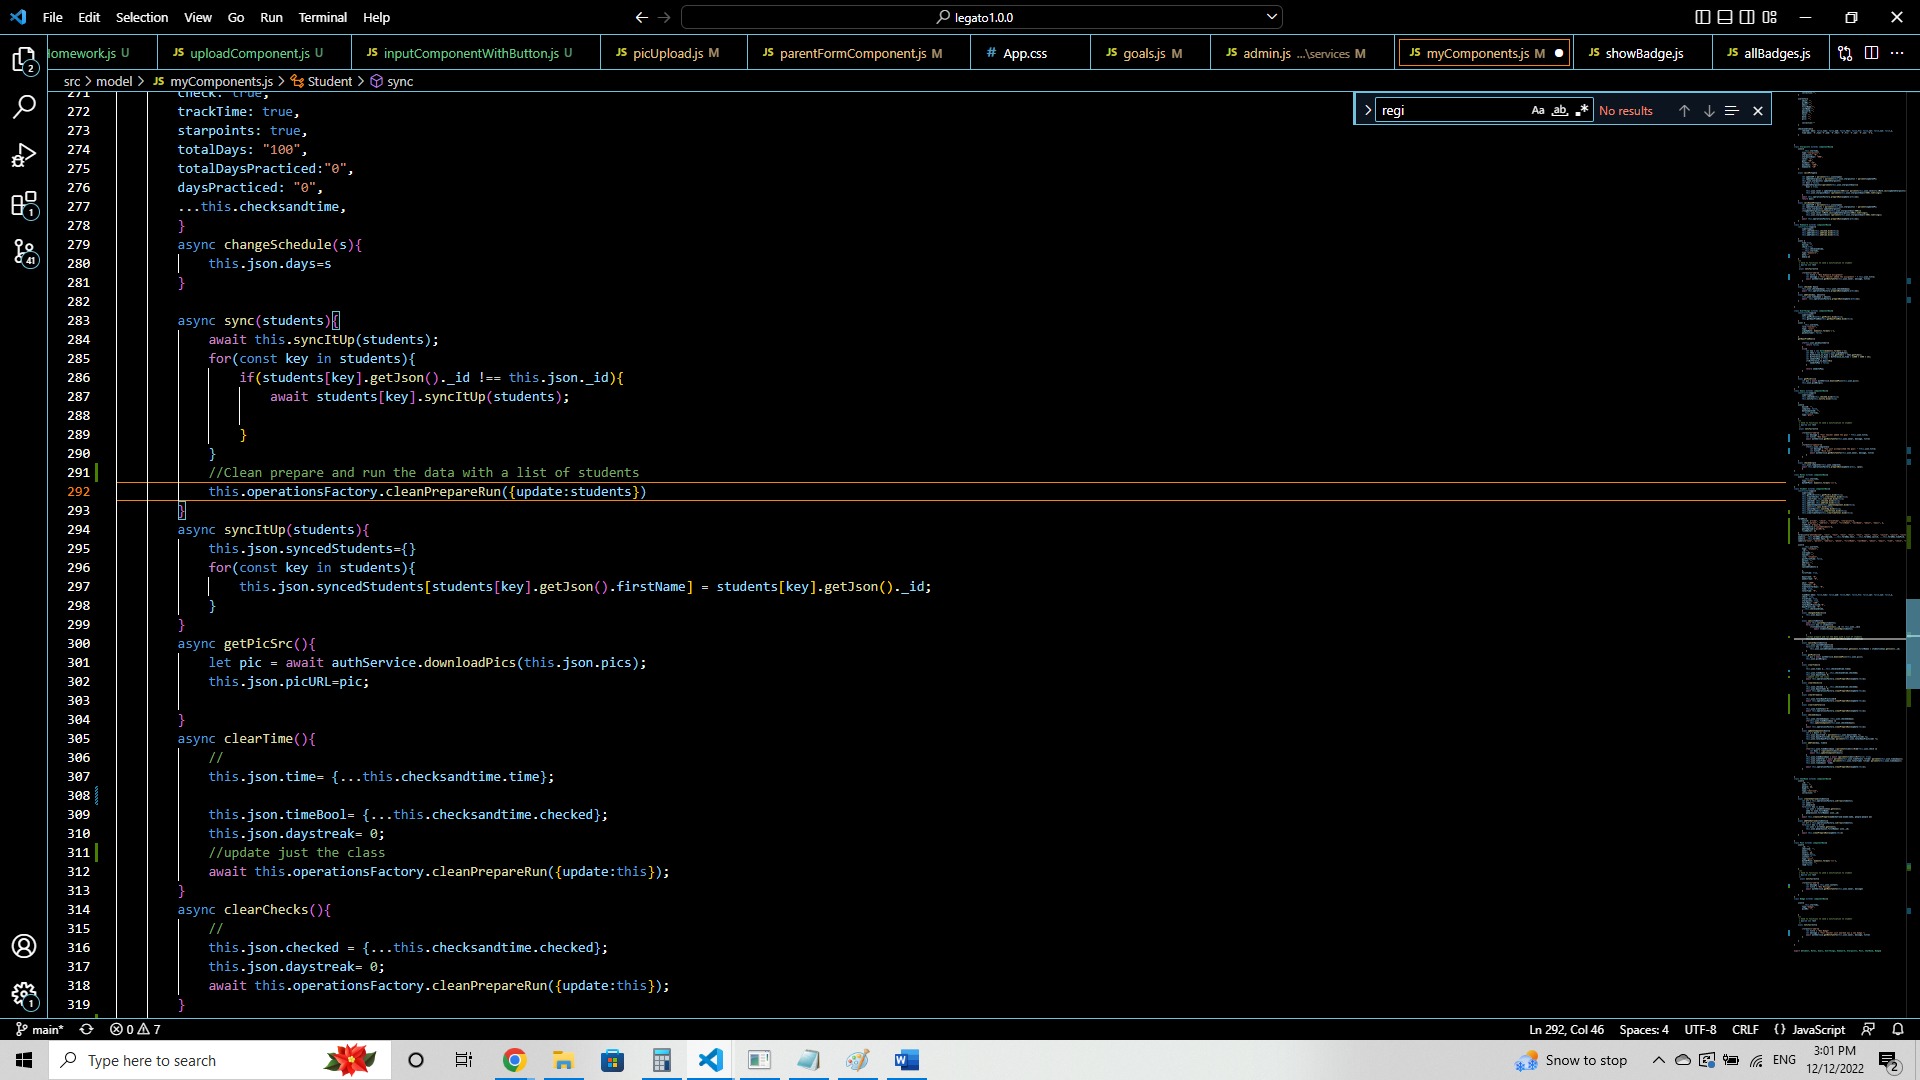 File Edit Selection View Go Run Terminal Help
legato1.0.0
omework.js U
JS uploadComponent.js U
JS inputComponentWithButton.js U
JS picUpload.js M
JS parentFormComponent.js M
# App.css
JS goals.js M
JS admin.js ...\services M
JS myComponents.js M
JS showBadge.js
JS allBadges.js
src > model > JS myComponents.js > Student > sync
regi
Aa ab .* No results
271 check: true,
272 trackTime: true,
273 starpoints: true,
274 totalDays: "100",
275 totalDaysPracticed:"0",
276 daysPracticed: "0",
277 ...this.checksandtime,
278 }
279 async changeSchedule(s){
280 this.json.days=s
281 }
282
283 async sync(students){
284 await this.syncItUp(students);
285 for(const key in students){
286 if(students[key].getJson()._id !== this.json._id){
287 await students[key].syncItUp(students);
288
289 }
290 }
291 //Clean prepare and run the data with a list of students
292 this.operationsFactory.cleanPrepareRun({update:students})
293 }
294 async syncItUp(students){
295 this.json.syncedStudents={}
296 for(const key in students){
297 this.json.syncedStudents[students[key].getJson().firstName] = students[key].getJson()._id;
298 }
299 }
300 async getPicSrc(){
301 let pic = await authService.downloadPics(this.json.pics);
302 this.json.picURL=pic;
303
304 }
305 async clearTime(){
306 //
307 this.json.time= {...this.checksandtime.time};
308
309 this.json.timeBool= {...this.checksandtime.checked};
310 this.json.daystreak= 0;
311 //update just the class
312 await this.operationsFactory.cleanPrepareRun({update:this});
313 }
314 async clearChecks(){
315 //
316 this.json.checked = {...this.checksandtime.checked};
317 this.json.daystreak= 0;
318 await this.operationsFactory.cleanPrepareRun({update:this});
319 }
2
1
41
1
main* 0 7
Ln 292, Col 46 Spaces: 4 UTF-8 CRLF {} JavaScript
Type here to search
Snow to stop
ENG
3:01 PM
12/12/2022
2